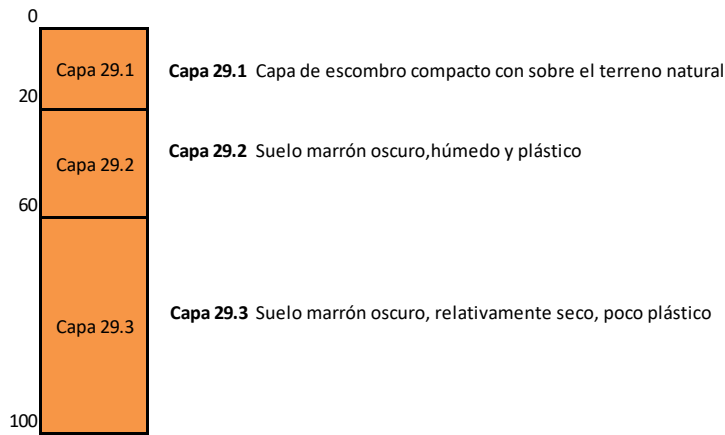 0
Capa 29.1
Capa 29.1 Capa de escombro compacto con sobre el terreno natural
20
Capa 29.2 Suelo marrón oscuro,húmedo y plástico
Capa 29.2
60
Capa 29.3 Suelo marrón oscuro, relativamente seco, poco plástico
Capa 29.3
100